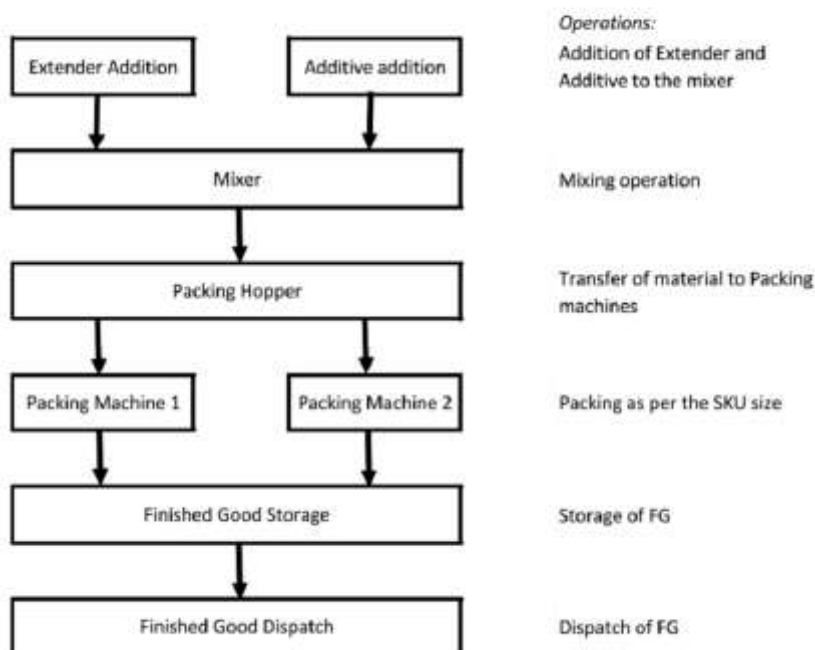 Operations:
Extender Addition
Additive addition
Addition of Extender and
Additive to the mixer
Mixer
Mixing operation
Packing Hopper
Transfer of material to Packing
machines
Packing Machine 1
Packing Machine 2
Packing as per the SKU size
Finished Good Storage
Storage of FG
Finished Good Dispatch
Dispatch of FG